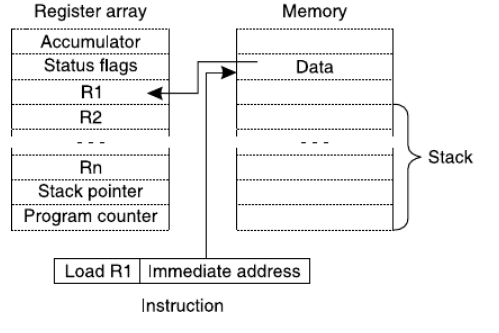 Register array
Memory
Accumulator
Status flags
Data
R1
R2
- - -
- - -
Stack
Rn
Stack pointer
Program counter
Load R1
Immediate address
Instruction